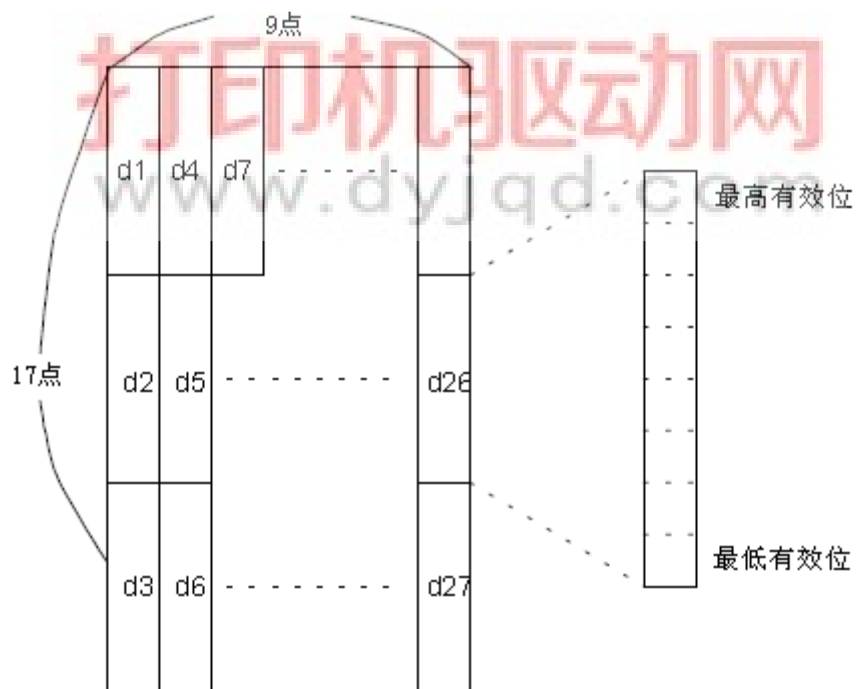 9点
打印机驱动网
d1 d4 d7
www.dyjqd.com
最高有效位
17点
d2 d5 d26
最低有效位
d3 d6 d27